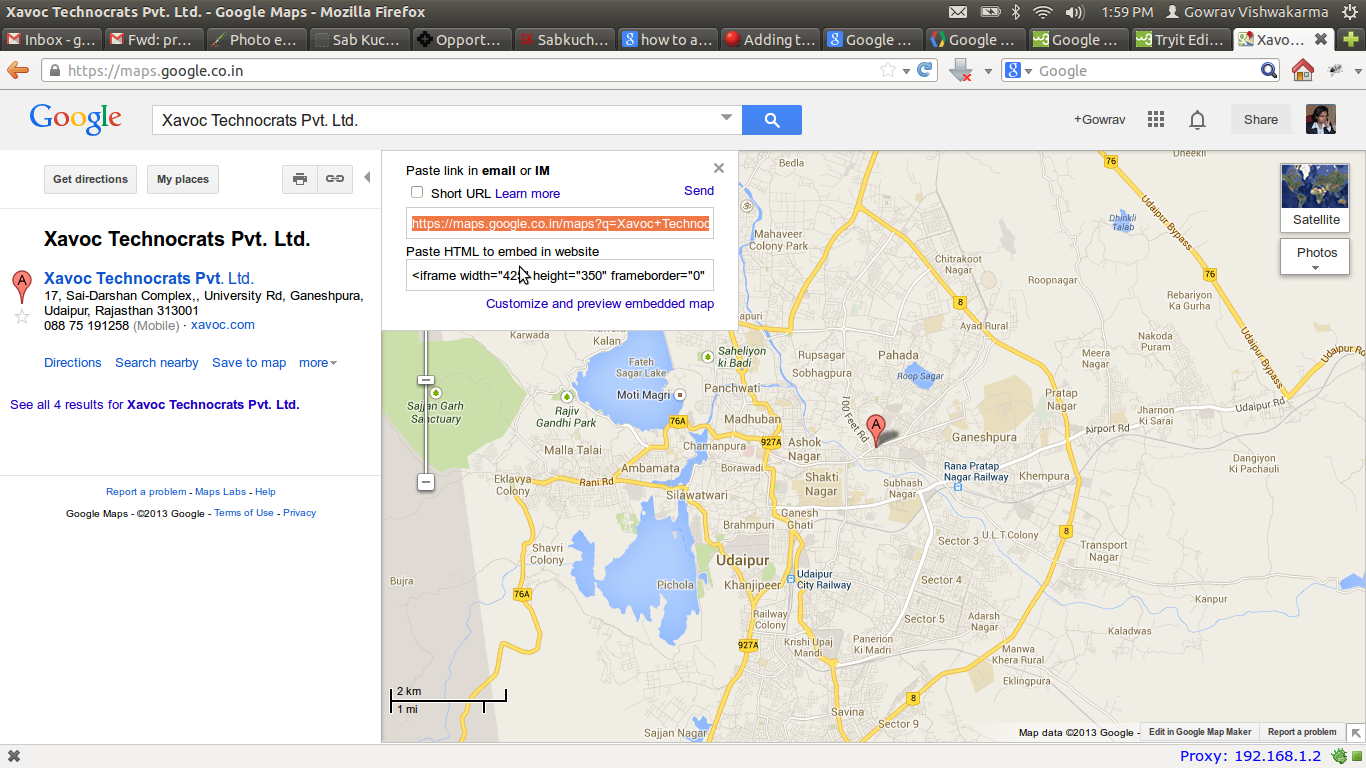 Xavoc Technocrats Pvt. Ltd. - Google Maps - Mozilla Firefox
1:59 PM Gowrav Vishwakarma
Inbox - g... Fwd: pr... Photo e... Sab Kuc... Opport... Sabkuch... how to a... Adding t... Google ... Google ... Google ... Tryit Edi... Xavo...
https://maps.google.co.in
Google
Google
Xavoc Technocrats Pvt. Ltd.
+Gowrav
Share
Get directions
My places
Xavoc Technocrats Pvt. Ltd.
A
Xavoc Technocrats Pvt. Ltd.
17, Sai-Darshan Complex,, University Rd, Ganeshpura,
Udaipur, Rajasthan 313001
088 75 191258 (Mobile) · xavoc.com
Directions Search nearby Save to map more
See all 4 results for Xavoc Technocrats Pvt. Ltd.
Report a problem - Maps Labs - Help
Google Maps - ©2013 Google - Terms of Use - Privacy
Paste link in email or IM
Short URL Learn more
Send
https://maps.google.co.in/maps?q=Xavoc+Technoc
Paste HTML to embed in website
<iframe width="425 height="350" frameborder="0"
Customize and preview embedded map
Satellite
Photos
Bedla
Dheekli
76
Dhinkli
Talab
Udaipur Bypass
Mahaveer
Colony Park
Chitrakoot
Nagar
8
Rebariyon
Ka Gurha
Ayad Rural
Nakoda
Puram
Udaipur Bypass
Karwada
Kalan
Saheliyon
ki Badi
Rupsagar
Pahada
Sobhagpura
Meera
Nagar
Udaipur Rd
Fateh
Sagar Lake
Roop Sagar
Moti Magri
Panchwati
Pratap
Nagar
Sajjan Garh
Sanctuary
Rajiv
Gandhi Park
76A
Madhuban
100 Feet Rd
A
Jharnon
Ki Sarai
Udaipur Rd
Airport Rd
Malla Talai
Chamanpura
927A
Ashok
Nagar
Ganeshpura
Ambamata
Borawadi
Rana Pratap
Nagar Railway
Dangiyon
Ki Pachauli
Eklavya
Colony
Rani Rd
Silawatwari
Shakti
Nagar
Subhash
Nagar
Khempura
Brahmpuri
Ganesh
Ghati
8
Shavri
Colony
Udaipur
Sector 3
U.I.T.Colony
Transport
Nagar
Bujra
Pichola
Khanjipeer
Udaipur
City Railway
Sector 4
76A
Kanpur
Railway
Colony
Sector 5
Adarsh
Nagar
927A
Krishi Upaj
Mandi
Panerion
Ki Madri
Kaladwas
Manwa
Khera Rural
Eklingpura
2 km
1 mi
8
Savina
Sector 9
Sajjan Nagar
Map data ©2013 Google - Edit in Google Map Maker Report a problem
Proxy: 192.168.1.2